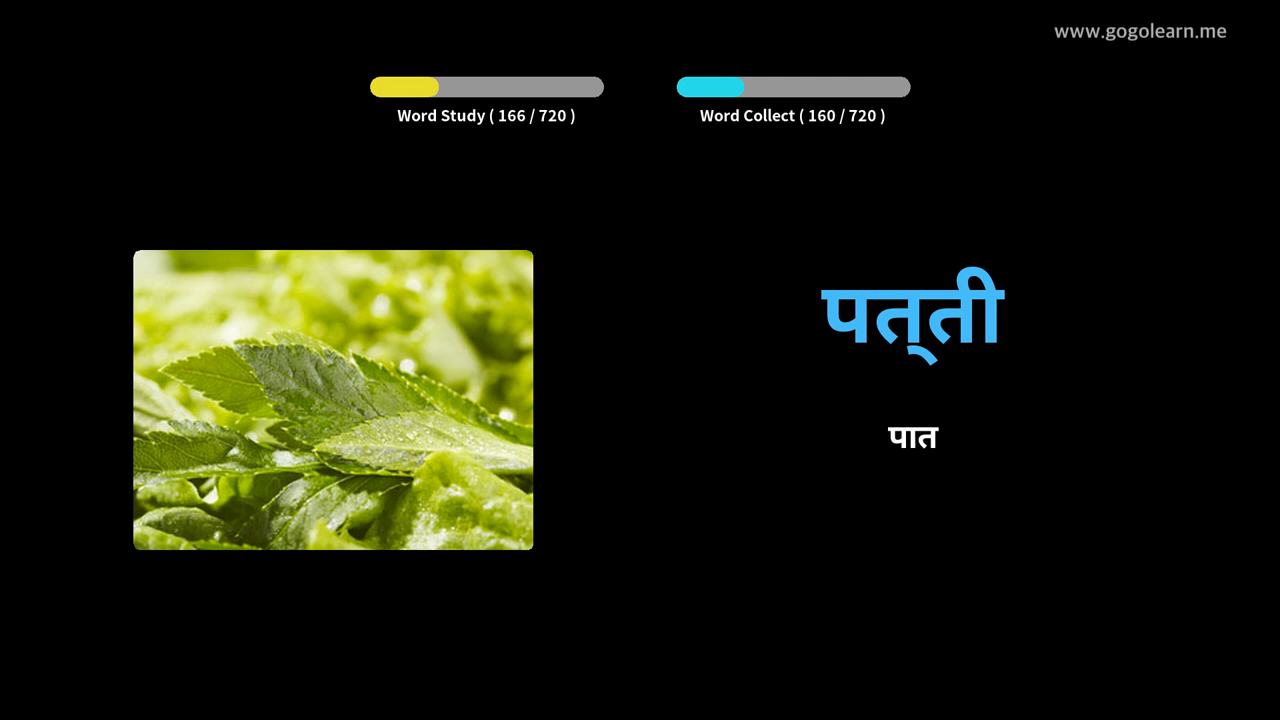 www.gogolearn.me
Word Study ( 166 / 720 )
Word Collect ( 160 / 720 )
पत्‌ती
पात